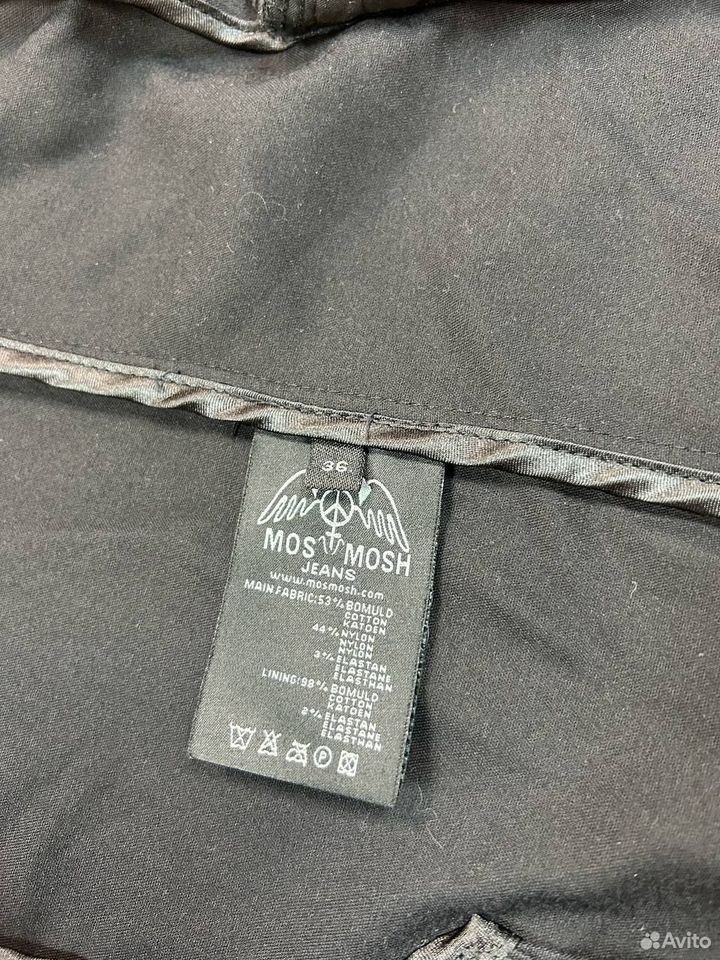 36
MOS MOSH
JEANS
www.mosmosh.com
MAIN FABRIC:53% BOMULD
COTTON
KATOEN
44% NYLON
NYLON
NYLON
3% ELASTAN
ELASTANE
ELASTHAN
LINING:98% BOMULD
COTTON
KATOEN
2% ELASTAN
ELASTANE
ELASTHAN
P
Avito